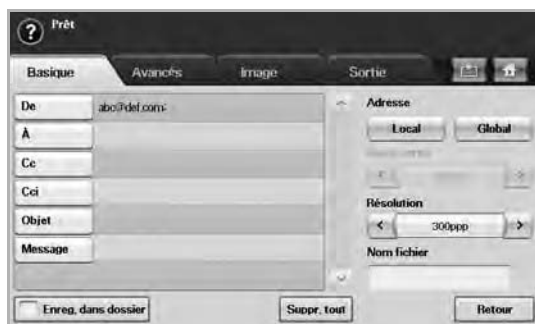 Prêt
Basique
Avancés
Image
Sortie
De
abc@def.com;
À
Cc
Cci
Objet
Message
Adresse
Local
Global
Résolution
300ppp
Nom fichier
Enreg. dans dossier
Suppr. tout
Retour